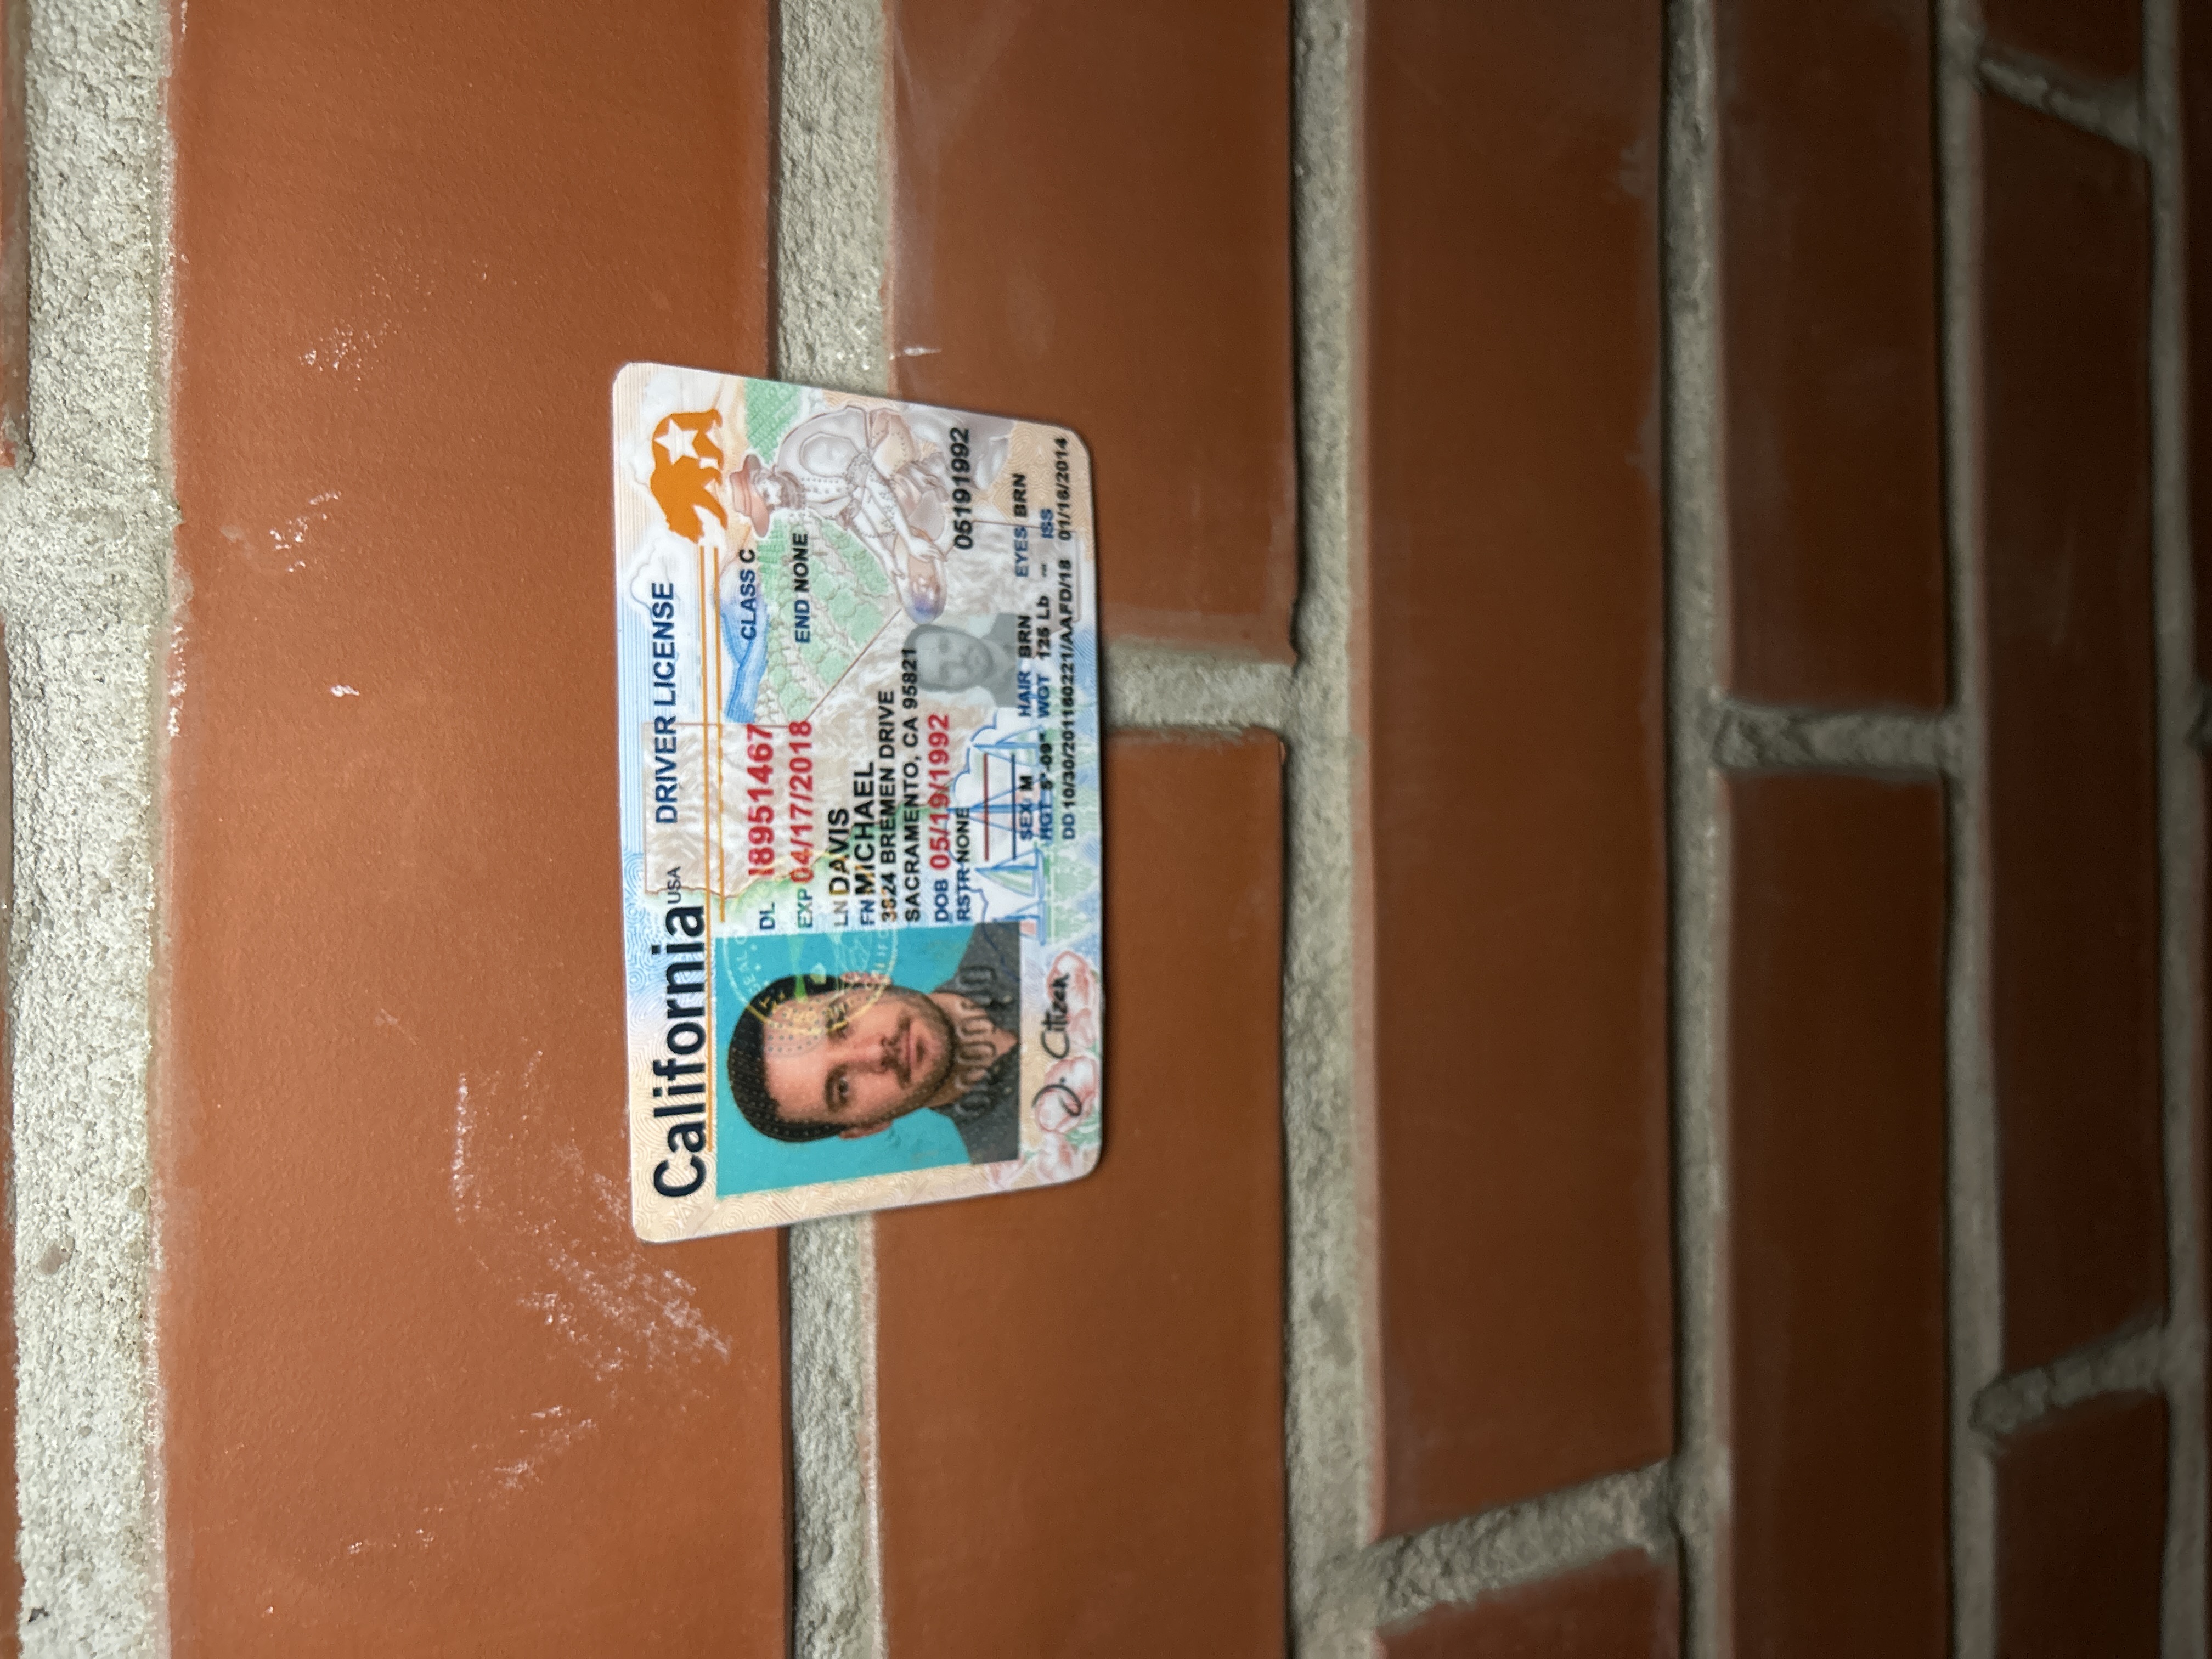 California USA DRIVER LICENSE
DL I8951467 CLASS C
EXP 04/17/2018 END NONE
LN DAVIS
FN MICHAEL
3824 BREMEN DRIVE
SACRAMENTO, CA 95821
DOB 05/19/1992
RSTR NONE 05191992
SEX M HAIR BRN EYES BRN
HGT 5'-09" WGT 125 Lb ISS
DD 10/30/201160221/AAFD/18 01/16/2014
J. Citizen